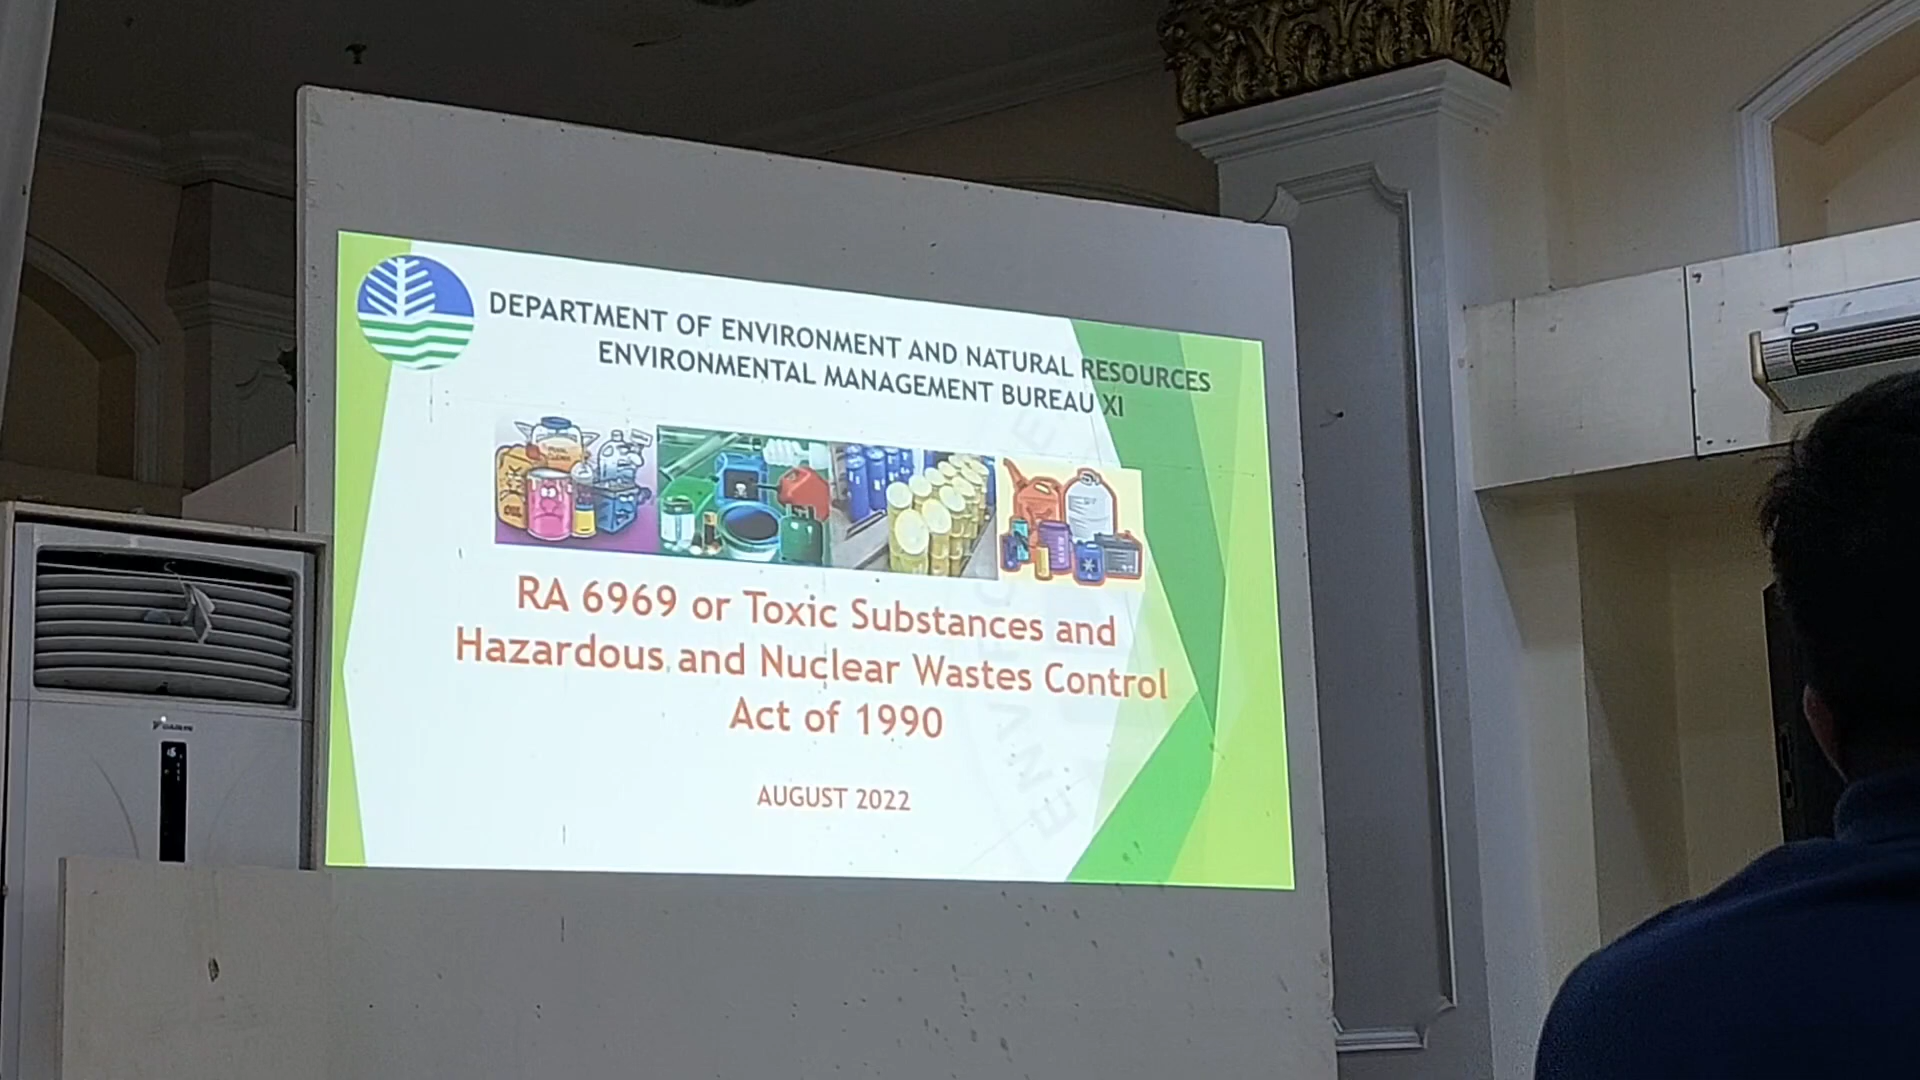 DEPARTMENT OF ENVIRONMENT AND NATURAL RESOURCES
ENVIRONMENTAL MANAGEMENT BUREAU XI
RA 6969 or Toxic Substances and
Hazardous and Nuclear Wastes Control
Act of 1990
AUGUST 2022